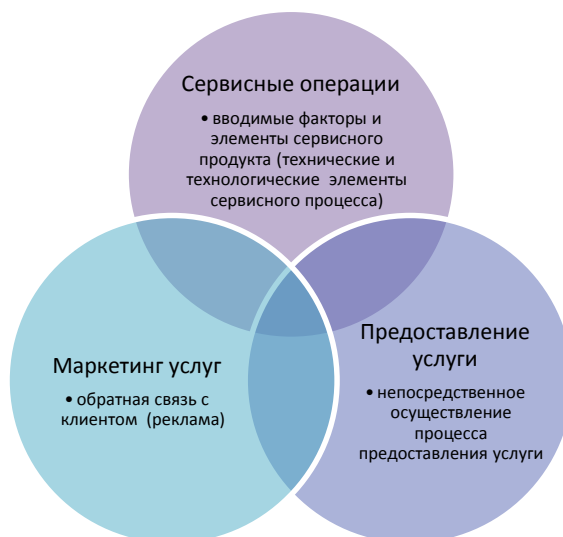 Сервисные операции
• вводимые факторы и
элементы сервисного
продукта (технические и
технологические элементы
сервисного процесса)
Маркетинг услуг
• обратная связь с
клиентом (реклама)
Предоставление
услуги
• непосредственное
осуществление
процесса
предоставления услуги